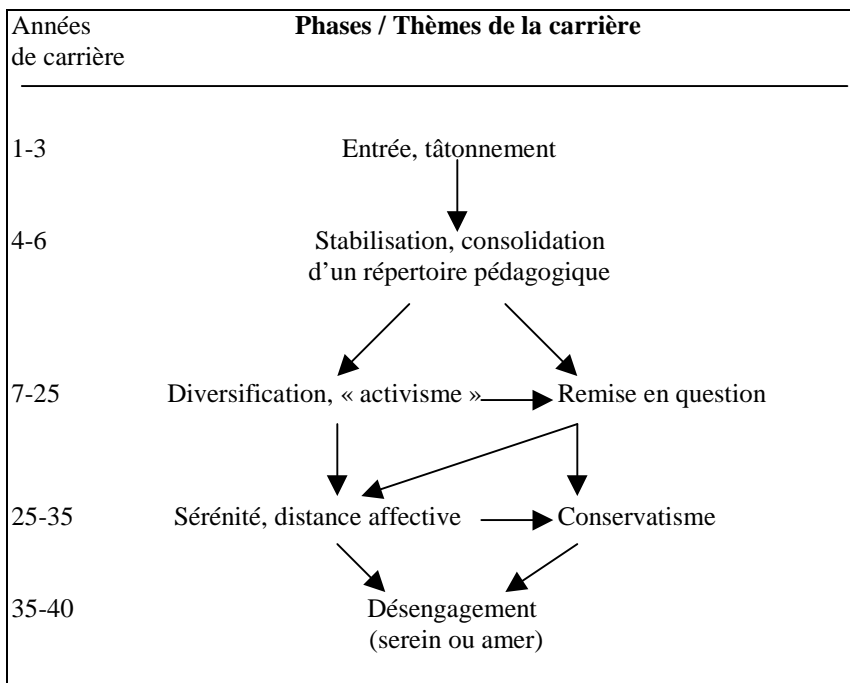 Années Phases / Thèmes de la carrière
de carrière
1-3 Entrée, tâtonnement
4-6 Stabilisation, consolidation
d’un répertoire pédagogique
7-25 Diversification, « activisme » Remise en question
25-35 Sérénité, distance affective Conservatisme
35-40 Désengagement
(serein ou amer)